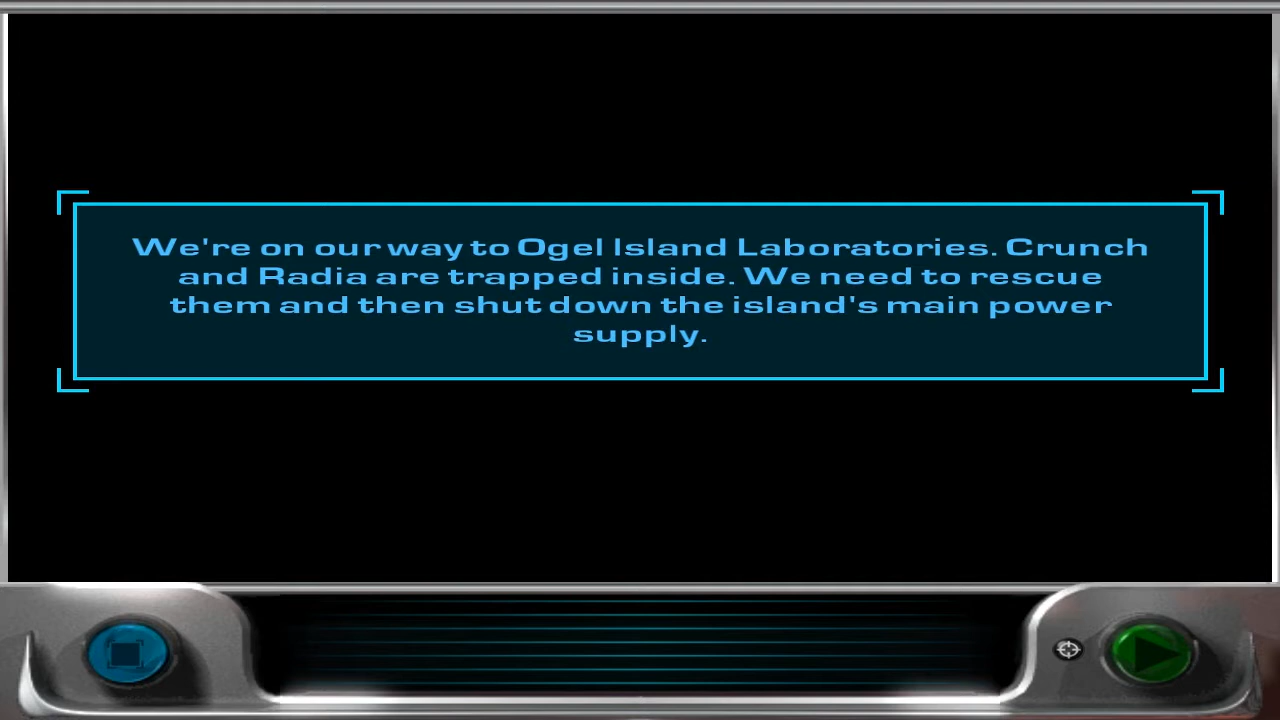 We're on our way to Ogel Island Laboratories. Crunch
and Radia are trapped inside. We need to rescue
them and then shut down the island's main power
supply.